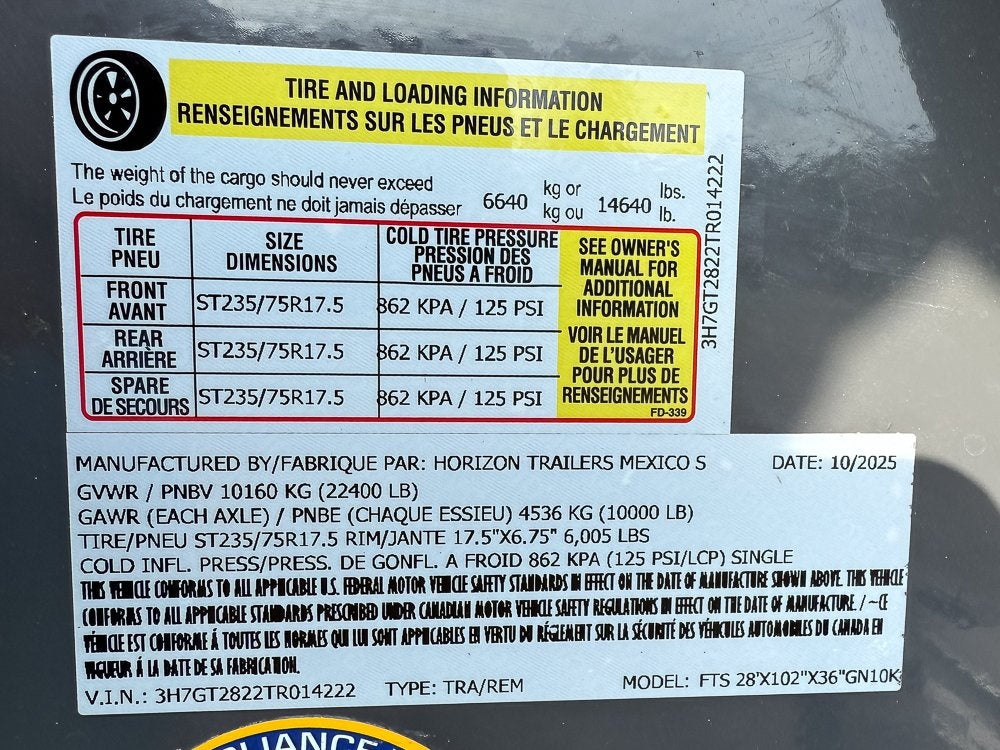 TIRE AND LOADING INFORMATION
RENSEIGNEMENTS SUR LES PNEUS ET LE CHARGEMENT
The weight of the cargo should never exceed 6640 kg or 14640 lbs.
Le poids du chargement ne doit jamais dépasser kg ou lb.
TIRE PNEU SIZE DIMENSIONS COLD TIRE PRESSURE PRESSION DES PNEUS A FROID
FRONT AVANT ST235/75R17.5 862 KPA / 125 PSI
REAR ARRIÈRE ST235/75R17.5 862 KPA / 125 PSI
SPARE DE SECOURS ST235/75R17.5 862 KPA / 125 PSI
SEE OWNER'S
MANUAL FOR
ADDITIONAL
INFORMATION
VOIR LE MANUEL
DE L'USAGER
POUR PLUS DE
RENSEIGNEMENTS
FD-339
3H7GT2822TR014222
MANUFACTURED BY/FABRIQUE PAR: HORIZON TRAILERS MEXICO S DATE: 10/2025
GVWR / PNBV 10160 KG (22400 LB)
GAWR (EACH AXLE) / PNBE (CHAQUE ESSIEU) 4536 KG (10000 LB)
TIRE/PNEU ST235/75R17.5 RIM/JANTE 17.5"X6.75" 6,005 LBS
COLD INFL. PRESS/PRESS. DE GONFL. A FROID 862 KPA (125 PSI/LCP) SINGLE
THIS VEHICLE CONFORMS TO ALL APPLICABLE U.S. FEDERAL MOTOR VEHICLE SAFETY STANDARDS IN EFFECT ON THE DATE OF MANUFACTURE SHOWN ABOVE. THIS VEHICLE
CONFORMS TO ALL APPLICABLE STANDARDS PRESCRIBED UNDER CANADIAN MOTOR VEHICLE SAFETY REGULATIONS IN EFFECT ON THE DATE OF MANUFACTURE. / ~CE
VÉHICLE EST CONFORME Á TOUTES LES NORMES QUI LUI SONT APPLICABLES EN VERTU DU RÉGLEMENT SUR LA SÉCURITÉ DES VÉHICULES AUTOMOBILES DU CANADA EN
VIGUEUR Á LA DATE DE SA FABRICATION.
V.I.N.: 3H7GT2822TR014222 TYPE: TRA/REM MODEL: FTS 28'X102"X36"GN10K